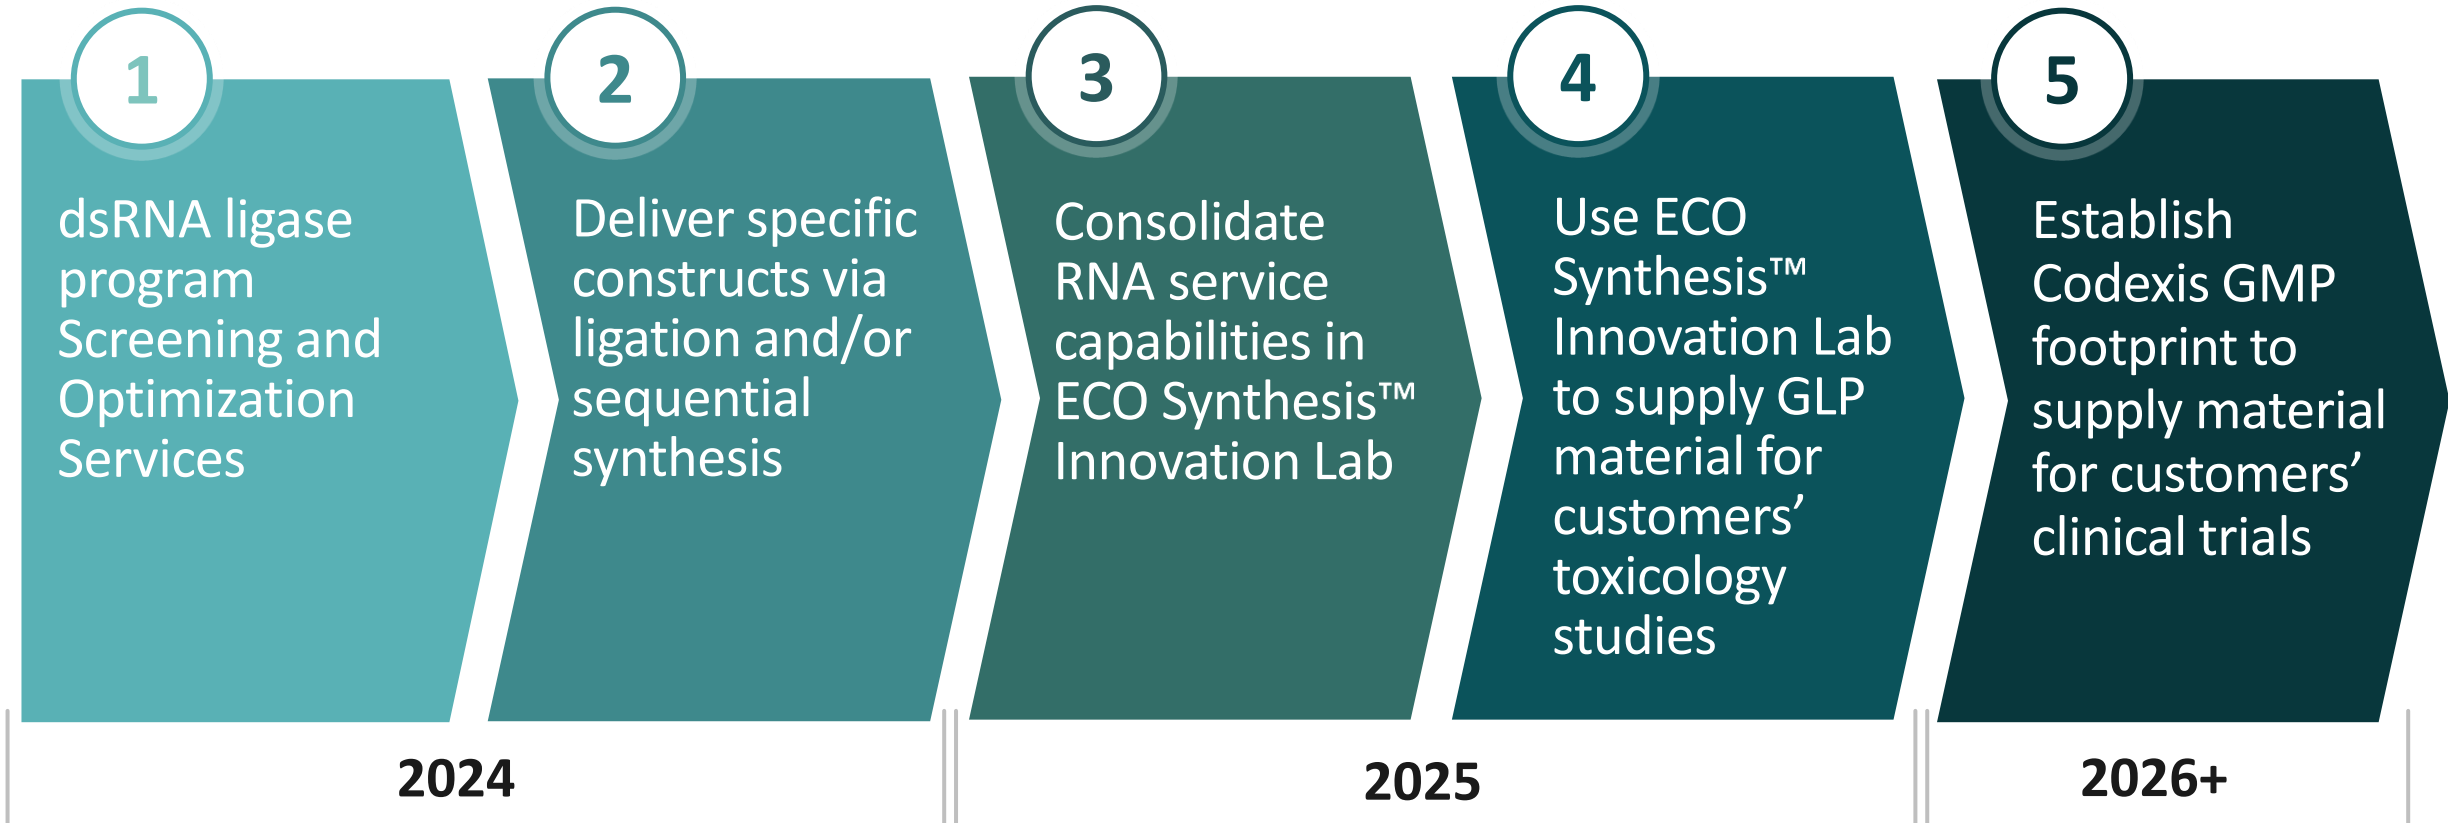 1
dsRNA ligase
program
Screening and
Optimization
Services
2
Deliver specific
constructs via
ligation and/or
sequential
synthesis
3
Consolidate
RNA service
capabilities in
ECO Synthesis™
Innovation Lab
4
Use ECO
Synthesis™
Innovation Lab
to supply GLP
material for
customers’
toxicology
studies
5
Establish
Codexis GMP
footprint to
supply material
for customers’
clinical trials
2024
2025
2026+